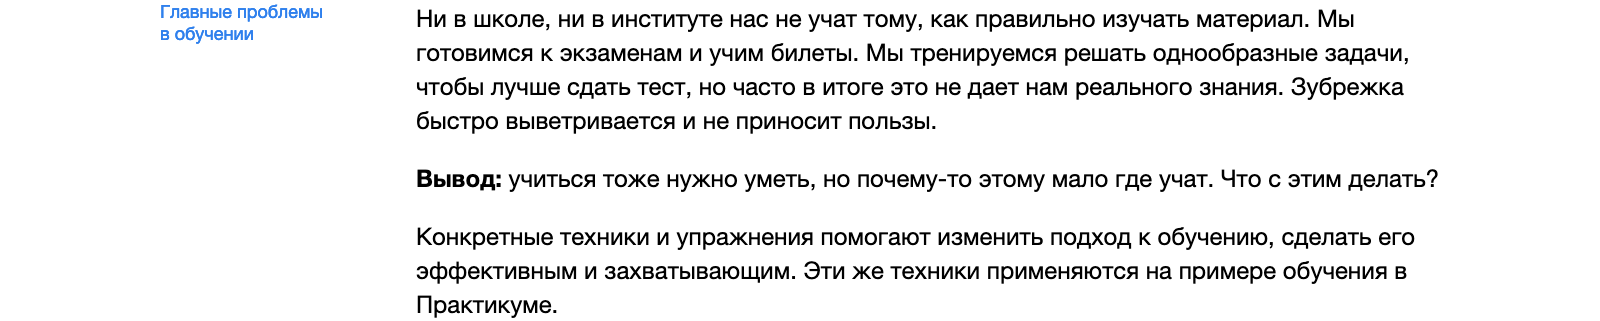 Главные проблемы
в обучении
Ни в школе, ни в институте нас не учат тому, как правильно изучать материал. Мы
готовимся к экзаменам и учим билеты. Мы тренируемся решать однообразные задачи,
чтобы лучше сдать тест, но часто в итоге это не дает нам реального знания. Зубрежка
быстро выветривается и не приносит пользы.
Вывод: учиться тоже нужно уметь, но почему-то этому мало где учат. Что с этим делать?
Конкретные техники и упражнения помогают изменить подход к обучению, сделать его
эффективным и захватывающим. Эти же техники применяются на примере обучения в
Практикуме.